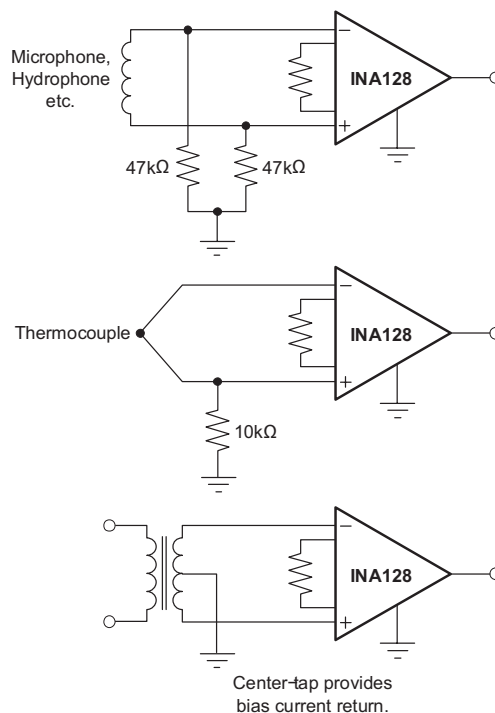 Microphone,
Hydrophone
etc.
−
INA128
+
47kΩ
47kΩ
Thermocouple
−
INA128
+
10kΩ
−
INA128
+
Center-tap provides
bias current return.